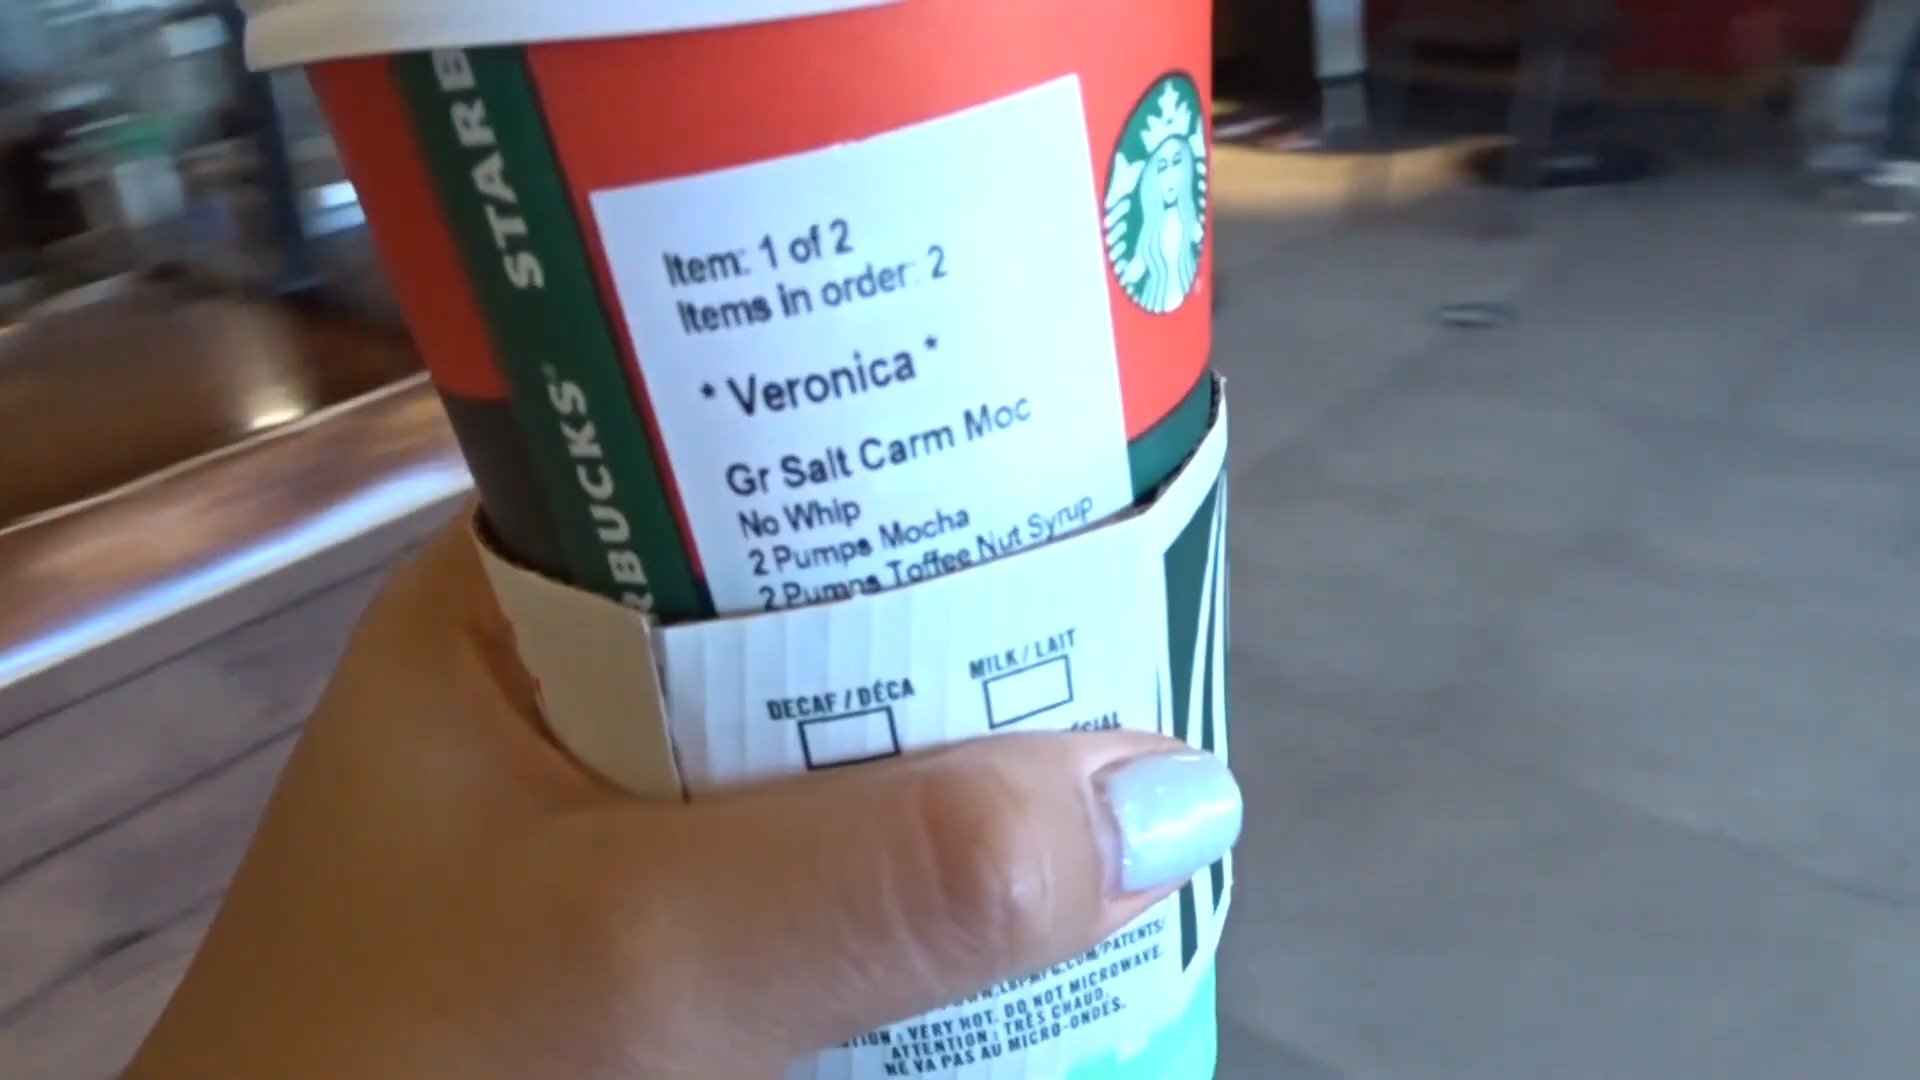 STARBUCKS
STARB
Item: 1 of 2
Items in order: 2
* Veronica *
Gr Salt Carm Moc
No Whip
2 Pumps Mocha
2 Pumps Toffee Nut Syrup
DECAF / DÉCA
MILK / LAIT
VERY HOT. DO NOT MICROWAVE.
ATTENTION : TRÈS CHAUD.
NE VA PAS AU MICRO-ONDES.